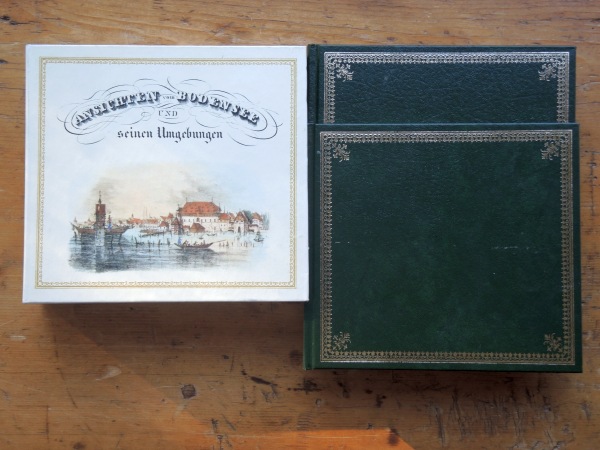 ANSICHTEN VOM BODENSEE
UND
seinen Umgebungen